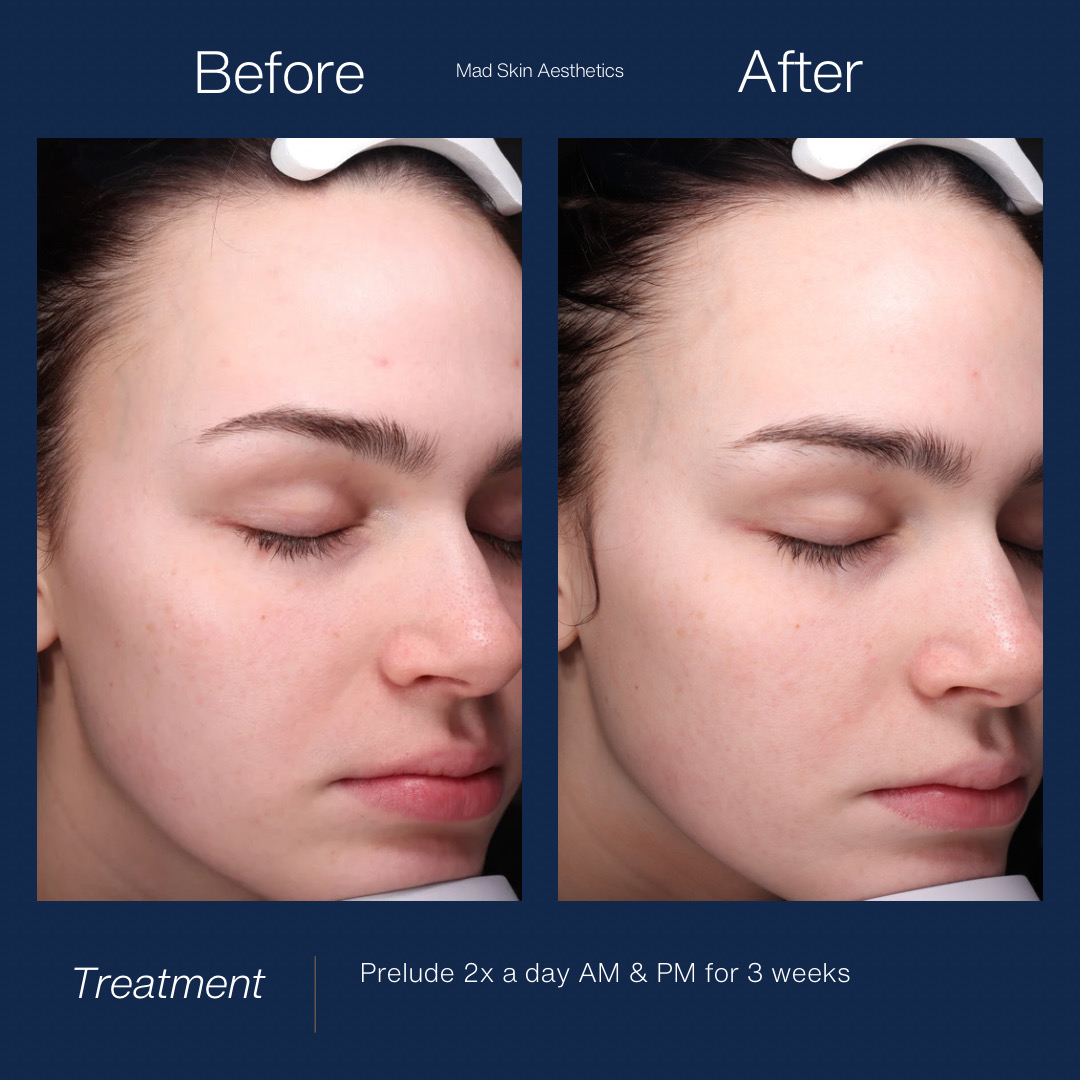 Before
Mad Skin Aesthetics
After
Treatment
Prelude 2x a day AM & PM for 3 weeks